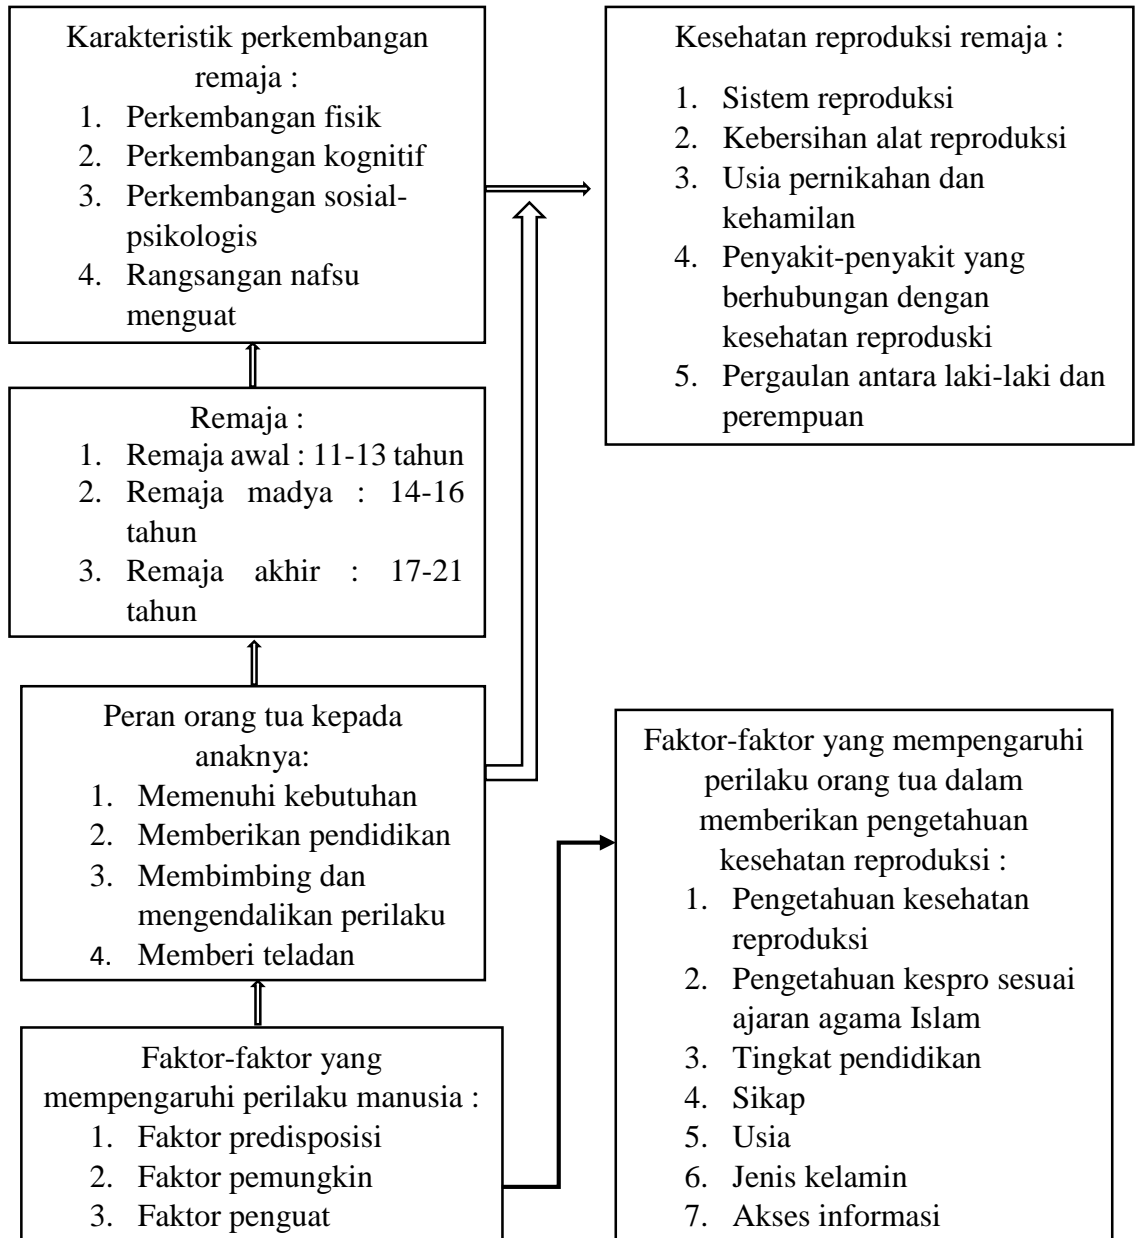 Karakteristik perkembangan
remaja :
1. Perkembangan fisik
2. Perkembangan kognitif
3. Perkembangan sosial-
psikologis
4. Rangsangan nafsu
menguat
Kesehatan reproduksi remaja :
1. Sistem reproduksi
2. Kebersihan alat reproduksi
3. Usia pernikahan dan
kehamilan
4. Penyakit-penyakit yang
berhubungan dengan
kesehatan reproduski
5. Pergaulan antara laki-laki dan
perempuan
Remaja :
1. Remaja awal : 11-13 tahun
2. Remaja madya : 14-16
tahun
3. Remaja akhir : 17-21
tahun
Peran orang tua kepada
anaknya:
1. Memenuhi kebutuhan
2. Memberikan pendidikan
3. Membimbing dan
mengendalikan perilaku
4. Memberi teladan
Faktor-faktor yang mempengaruhi
perilaku orang tua dalam
memberikan pengetahuan
kesehatan reproduksi :
1. Pengetahuan kesehatan
reproduksi
2. Pengetahuan kespro sesuai
ajaran agama Islam
3. Tingkat pendidikan
4. Sikap
5. Usia
6. Jenis kelamin
7. Akses informasi
Faktor-faktor yang
mempengaruhi perilaku manusia :
1. Faktor predisposisi
2. Faktor pemungkin
3. Faktor penguat